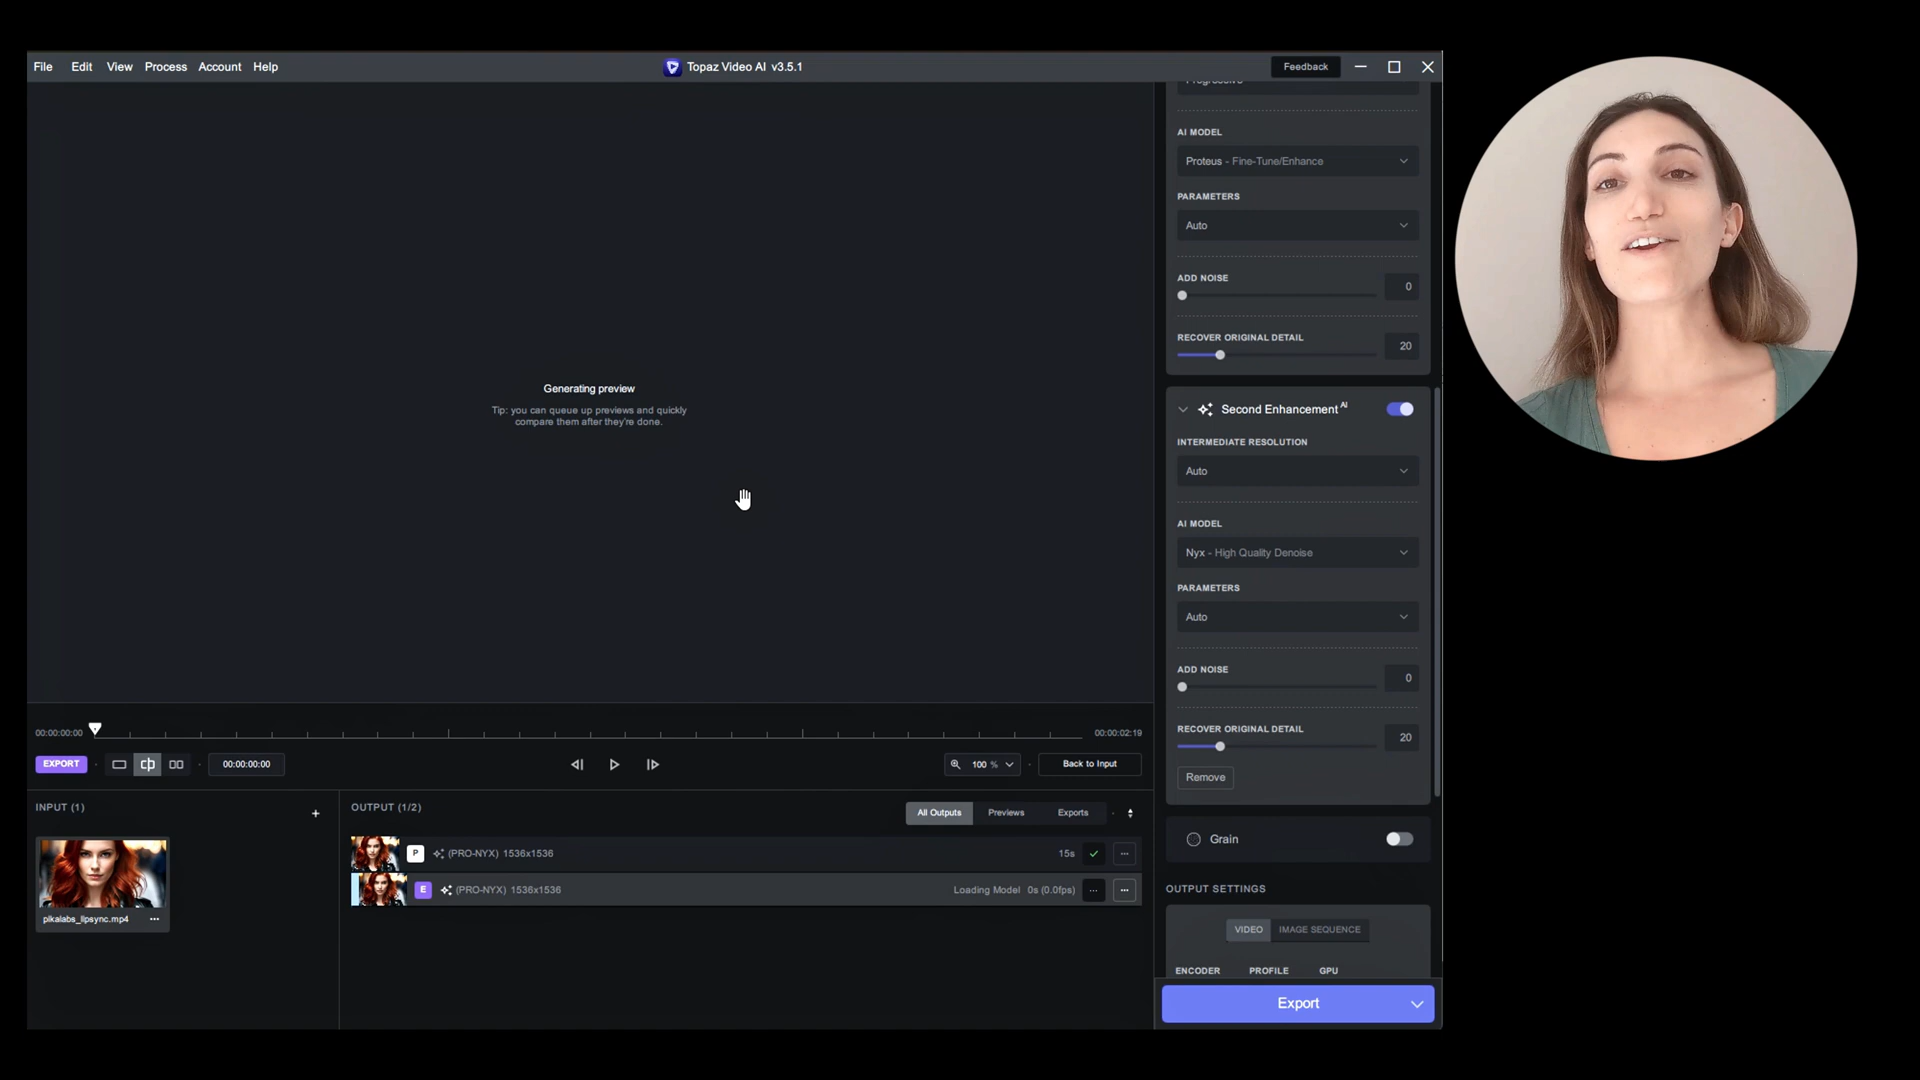 File Edit View Process Account Help
Topaz Video AI v3.5.1
Feedback
Progressive
AI MODEL
Proteus - Fine-Tune/Enhance
PARAMETERS
Auto
ADD NOISE
0
RECOVER ORIGINAL DETAIL
20
Generating preview
Tip: you can queue up previews and quickly
compare them after they're done.
Second Enhancement AI
INTERMEDIATE RESOLUTION
Auto
AI MODEL
Nyx - High Quality Denoise
PARAMETERS
Auto
ADD NOISE
0
RECOVER ORIGINAL DETAIL
20
Remove
Grain
OUTPUT SETTINGS
VIDEO IMAGE SEQUENCE
ENCODER PROFILE GPU
Export
00:00:00:00
00:00:02:19
EXPORT
00:00:00:00
100 %
Back to Input
INPUT (1)
+
pikalabs_lipsync.mp4
OUTPUT (1/2)
All Outputs Previews Exports
P (PRO-NYX) 1536x1536 15s
E (PRO-NYX) 1536x1536 Loading Model 0s (0.0fps)